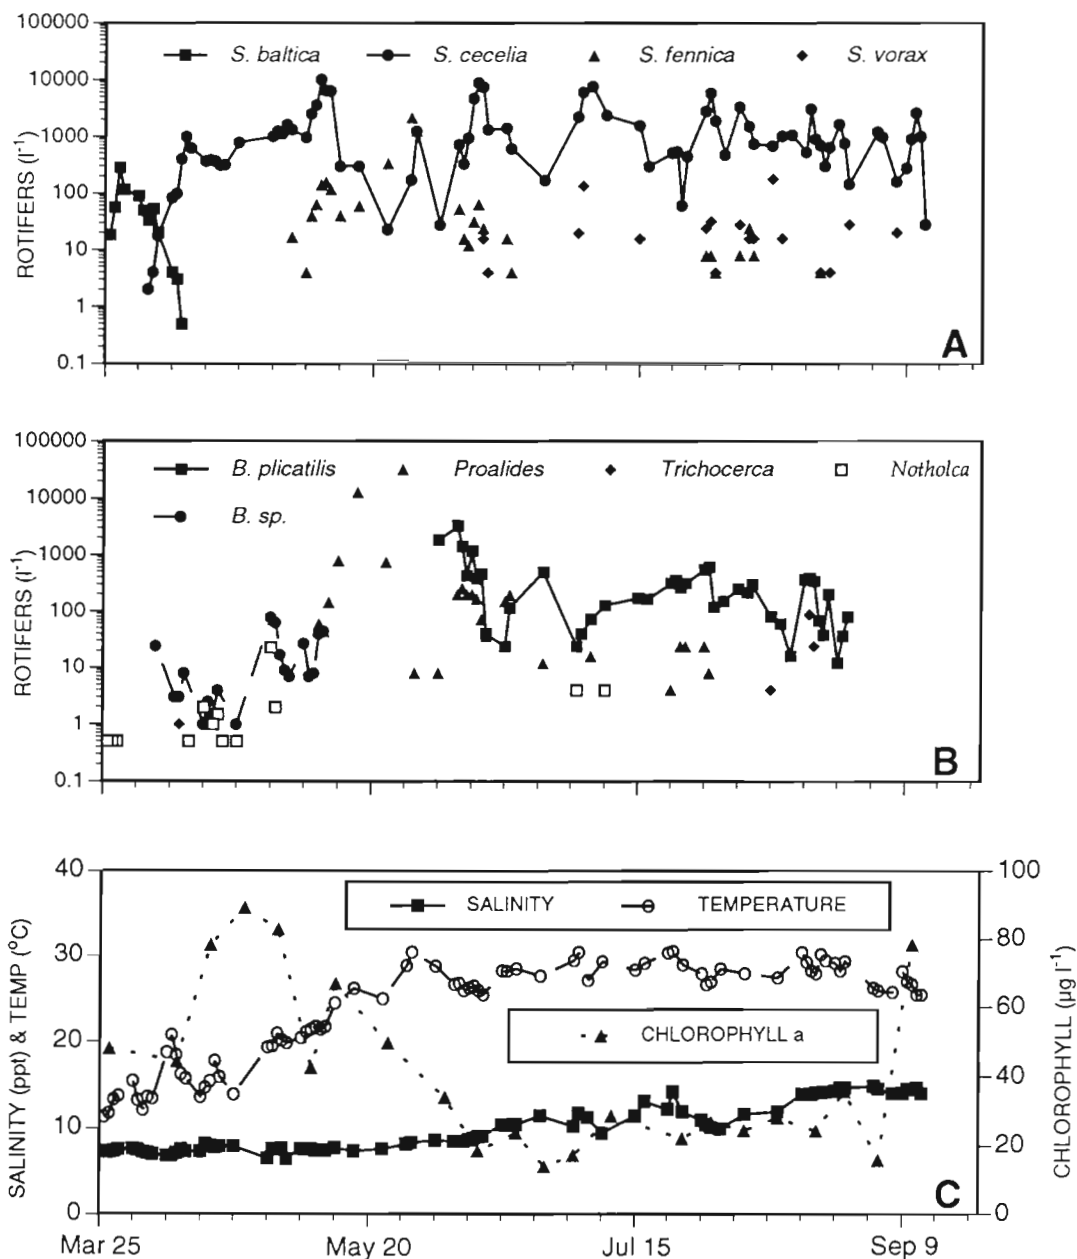 100000
S. baltica S. cecelia S. fennica S. vorax
10000
1000
100
10
1
0.1
ROTIFERS (l⁻¹)
A
100000
B. plicatilis Proalides Trichocerca Notholca
10000
B. sp.
1000
100
10
1
0.1
ROTIFERS (l⁻¹)
B
40 100
SALINITY TEMPERATURE
30 80
60
CHLOROPHYLL a
20
40
10
20
0 0
SALINITY (ppt) & TEMP (°C)
CHLOROPHYLL (µg l⁻¹)
C
Mar 25 May 20 Jul 15 Sep 9